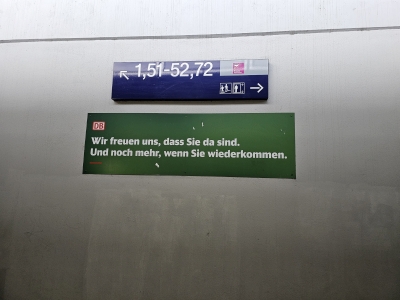 1,51-52,72
DB
Wir freuen uns, dass Sie da sind.
Und noch mehr, wenn Sie wiederkommen.